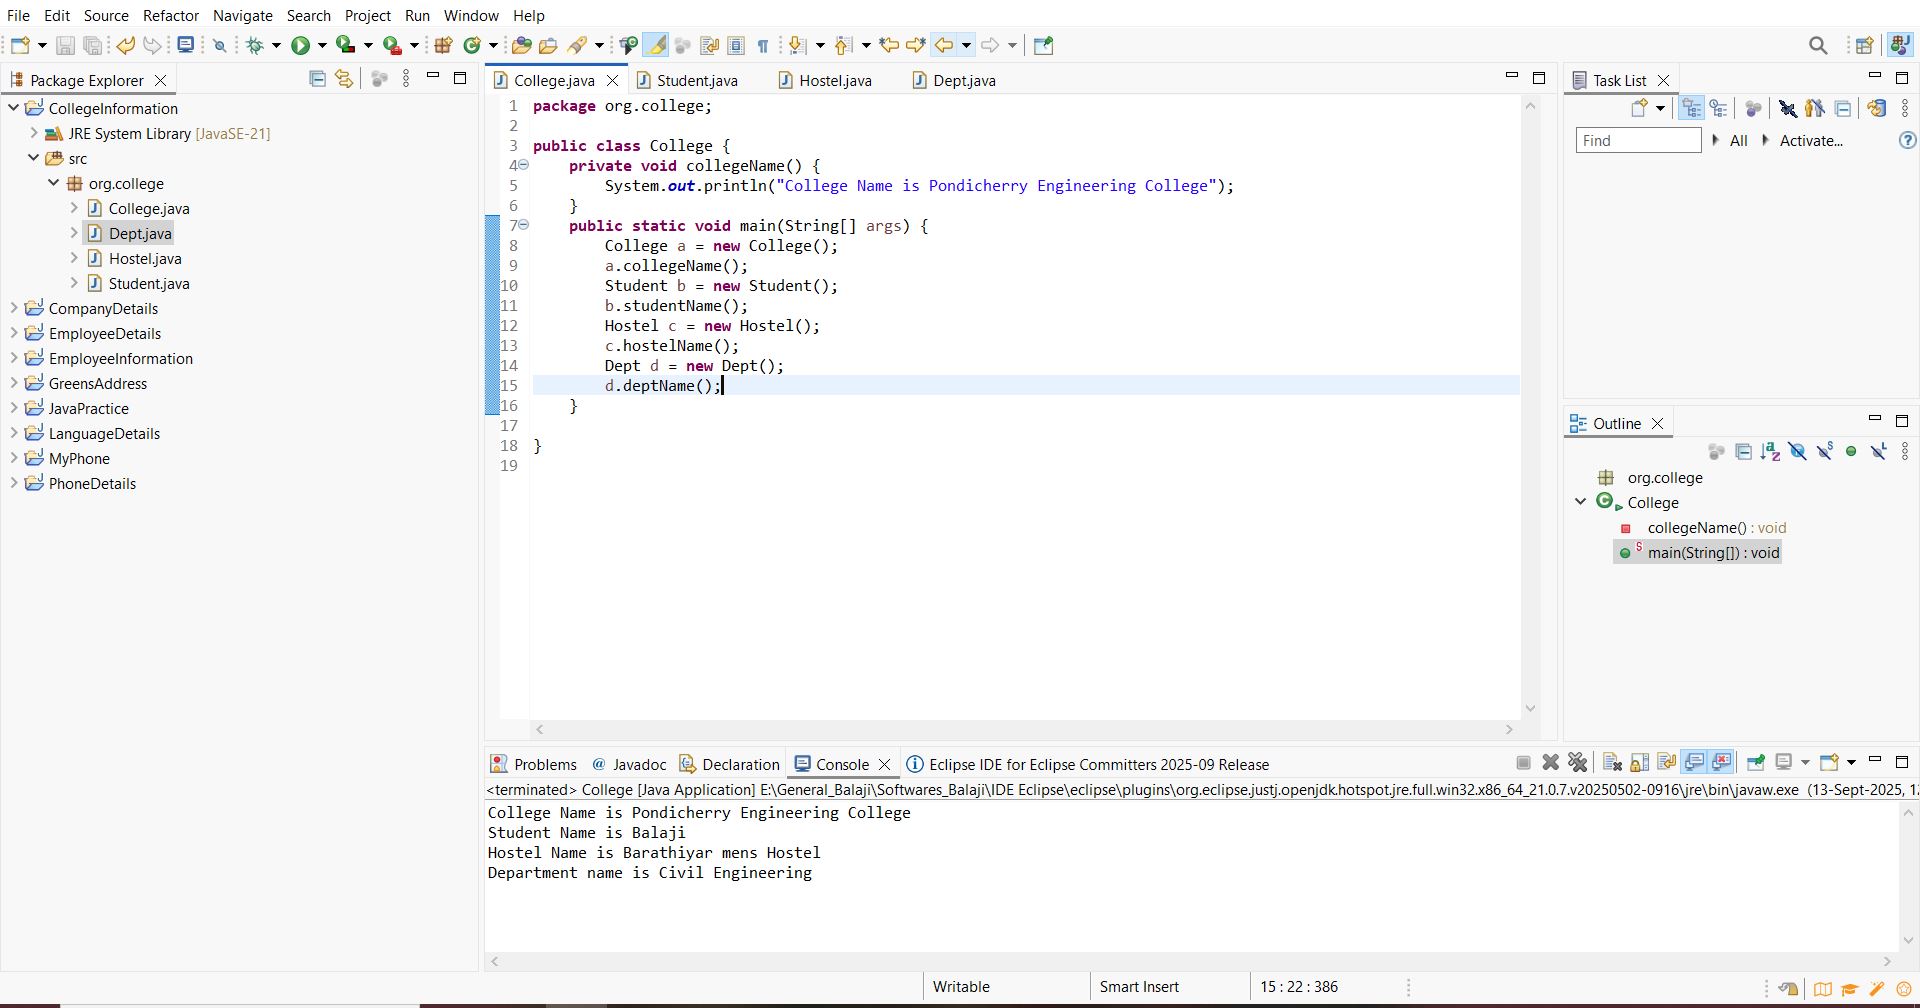 File Edit Source Refactor Navigate Search Project Run Window Help
Package Explorer
CollegeInformation
JRE System Library [JavaSE-21]
src
org.college
College.java
Dept.java
Hostel.java
Student.java
CompanyDetails
EmployeeDetails
EmployeeInformation
GreensAddress
JavaPractice
LanguageDetails
MyPhone
PhoneDetails
College.java Student.java Hostel.java Dept.java
1 package org.college;
2
3 public class College {
4 private void collegeName() {
5 System.out.println("College Name is Pondicherry Engineering College");
6 }
7 public static void main(String[] args) {
8 College a = new College();
9 a.collegeName();
10 Student b = new Student();
11 b.studentName();
12 Hostel c = new Hostel();
13 c.hostelName();
14 Dept d = new Dept();
15 d.deptName();
16 }
17
18 }
19
Task List
Find All Activate...
Outline
org.college
College
collegeName() : void
main(String[]) : void
Problems Javadoc Declaration Console Eclipse IDE for Eclipse Committers 2025-09 Release
<terminated> College [Java Application] E:\General_Balaji\Softwares_Balaji\IDE Eclipse\eclipse\plugins\org.eclipse.justj.openjdk.hotspot.jre.full.win32.x86_64_21.0.7.v20250502-0916\jre\bin\javaw.exe (13-Sept-2025, 12
College Name is Pondicherry Engineering College
Student Name is Balaji
Hostel Name is Barathiyar mens Hostel
Department name is Civil Engineering
Writable Smart Insert 15 : 22 : 386